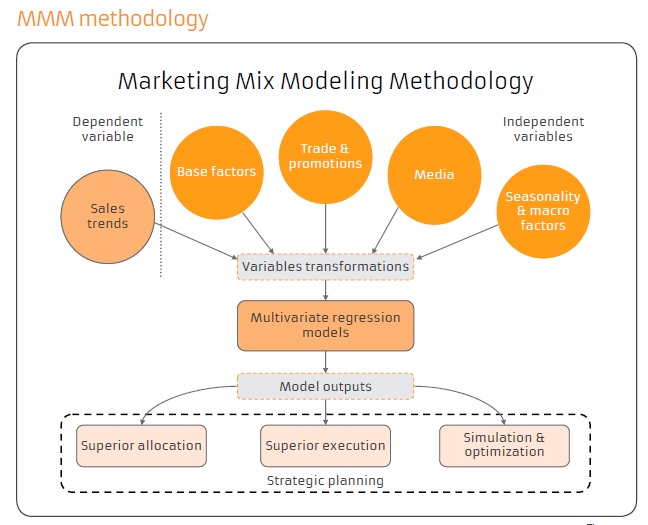 MMM methodology
Marketing Mix Modeling Methodology
Dependent
variable
Independent
variables
Sales
trends
Base factors
Trade &
promotions
Media
Seasonality
& macro
factors
Variables transformations
Multivariate regression
models
Model outputs
Superior allocation
Superior execution
Simulation &
optimization
Strategic planning